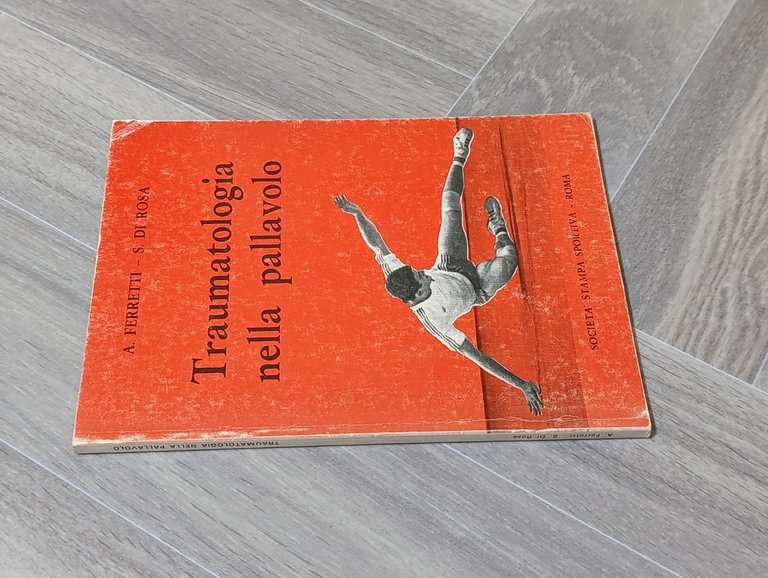 A. FERRETTI - S. DI ROSA
Traumatologia
nella pallavolo
SOCIETÀ STAMPA SPORTIVA - ROMA
A. Ferretti - S. Di Rosa
TRAUMATOLOGIA NELLA PALLAVOLO